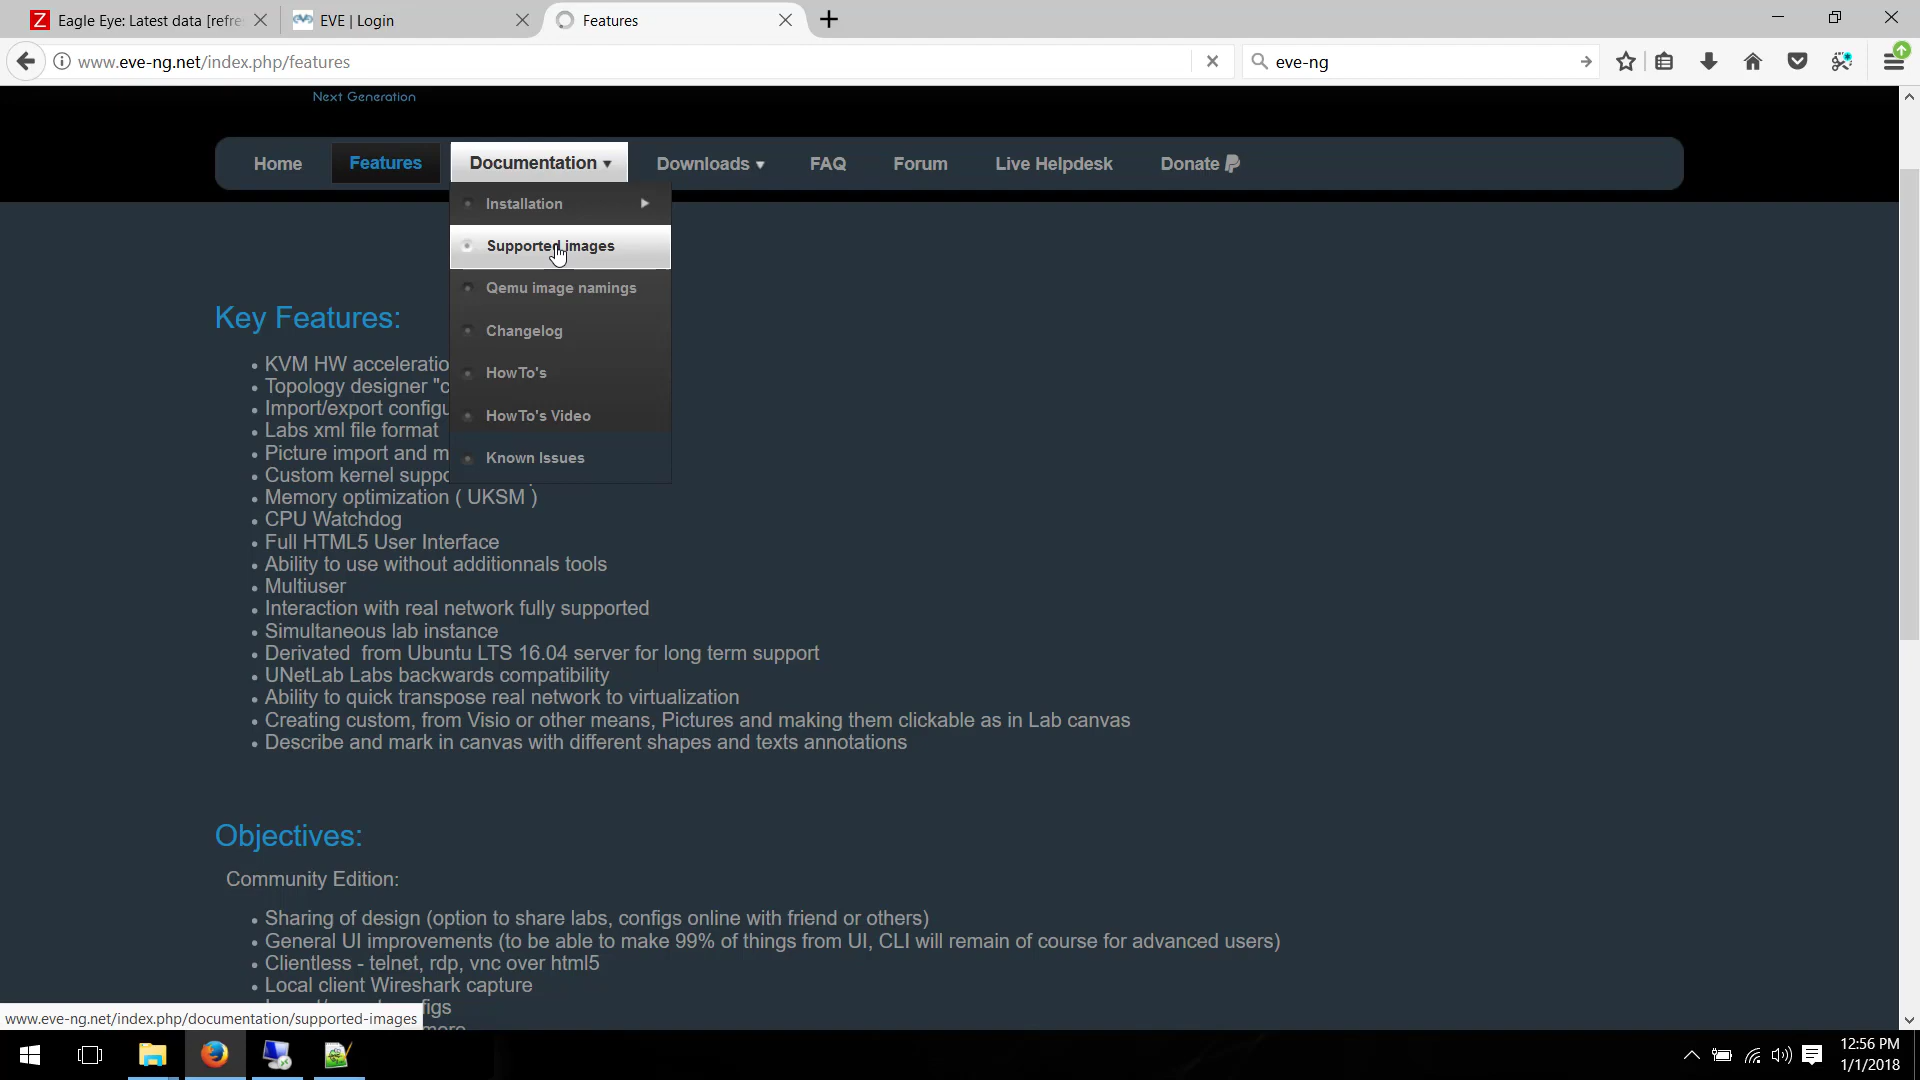 Eagle Eye: Latest data [refre
EVE | Login
Features
www.eve-ng.net/index.php/features
eve-ng
Next Generation
Home
Features
Documentation ▾
Downloads ▾
FAQ
Forum
Live Helpdesk
Donate
Installation
Supported images
Qemu image namings
Changelog
HowTo's
HowTo's Video
Known Issues
Key Features:
KVM HW acceleratio
Topology designer "c
Import/export configu
Labs xml file format
Picture import and m
Custom kernel suppo
Memory optimization ( UKSM )
CPU Watchdog
Full HTML5 User Interface
Ability to use without additionnals tools
Multiuser
Interaction with real network fully supported
Simultaneous lab instance
Derivated  from Ubuntu LTS 16.04 server for long term support
UNetLab Labs backwards compatibility
Ability to quick transpose real network to virtualization
Creating custom, from Visio or other means, Pictures and making them clickable as in Lab canvas
Describe and mark in canvas with different shapes and texts annotations
Objectives:
Community Edition:
Sharing of design (option to share labs, configs online with friend or others)
General UI improvements (to be able to make 99% of things from UI, CLI will remain of course for advanced users)
Clientless - telnet, rdp, vnc over html5
Local client Wireshark capture
figs
www.eve-ng.net/index.php/documentation/supported-images
12:56 PM
1/1/2018